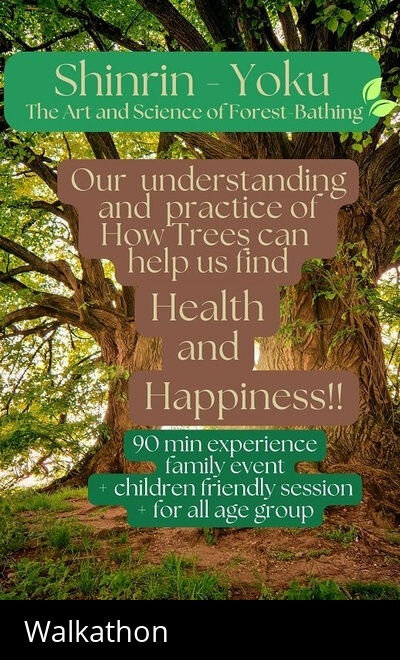 Shinrin - Yoku
The Art and Science of Forest-Bathing
Our understanding
and practice of
How Trees can
help us find
Health
and
Happiness!!
90 min experience
family event
+ children friendly session
+ for all age group
Walkathon